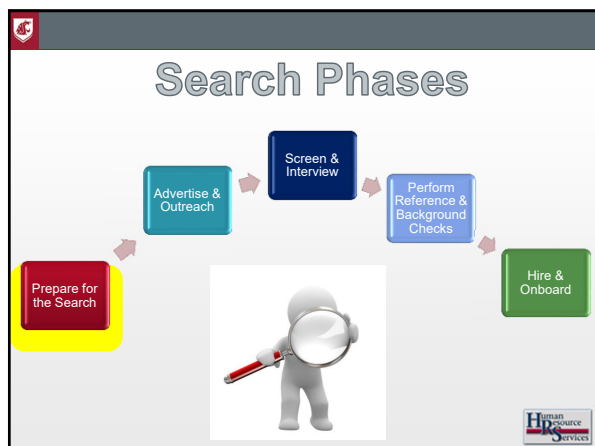 Search Phases
Prepare for
the Search
Advertise &
Outreach
Screen &
Interview
Perform
Reference &
Background
Checks
Hire &
Onboard
Human
Resource
Services